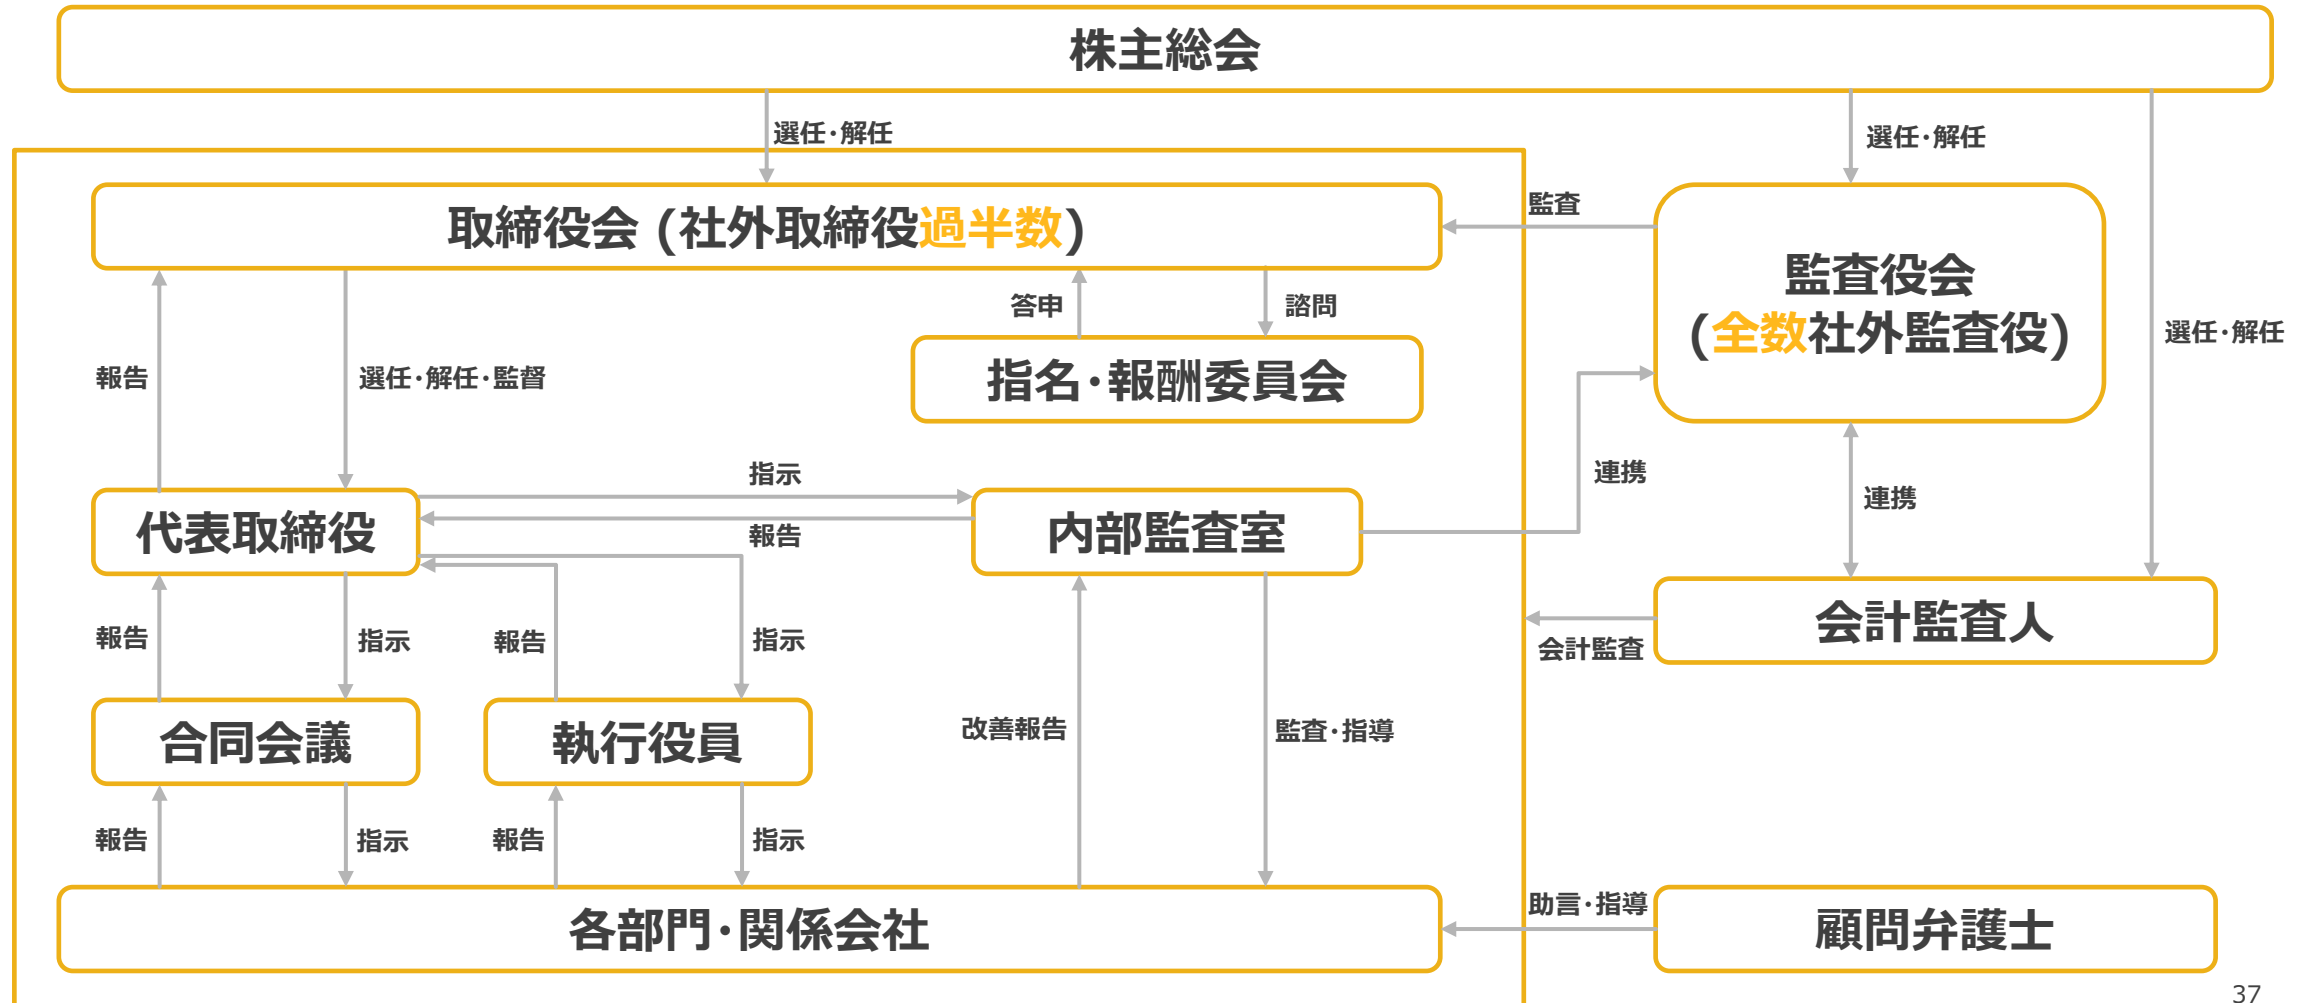 株主総会
選任･解任
選任･解任
取締役会 (社外取締役過半数)
監査
監査役会
(全数社外監査役)
答申
諮問
選任･解任
指名･報酬委員会
報告
選任･解任･監督
指示
連携
連携
代表取締役
報告
内部監査室
会計監査人
会計監査
報告
指示
報告
指示
合同会議
執行役員
改善報告
監査･指導
報告
指示
報告
指示
助言･指導
各部門･関係会社
顧問弁護士
37